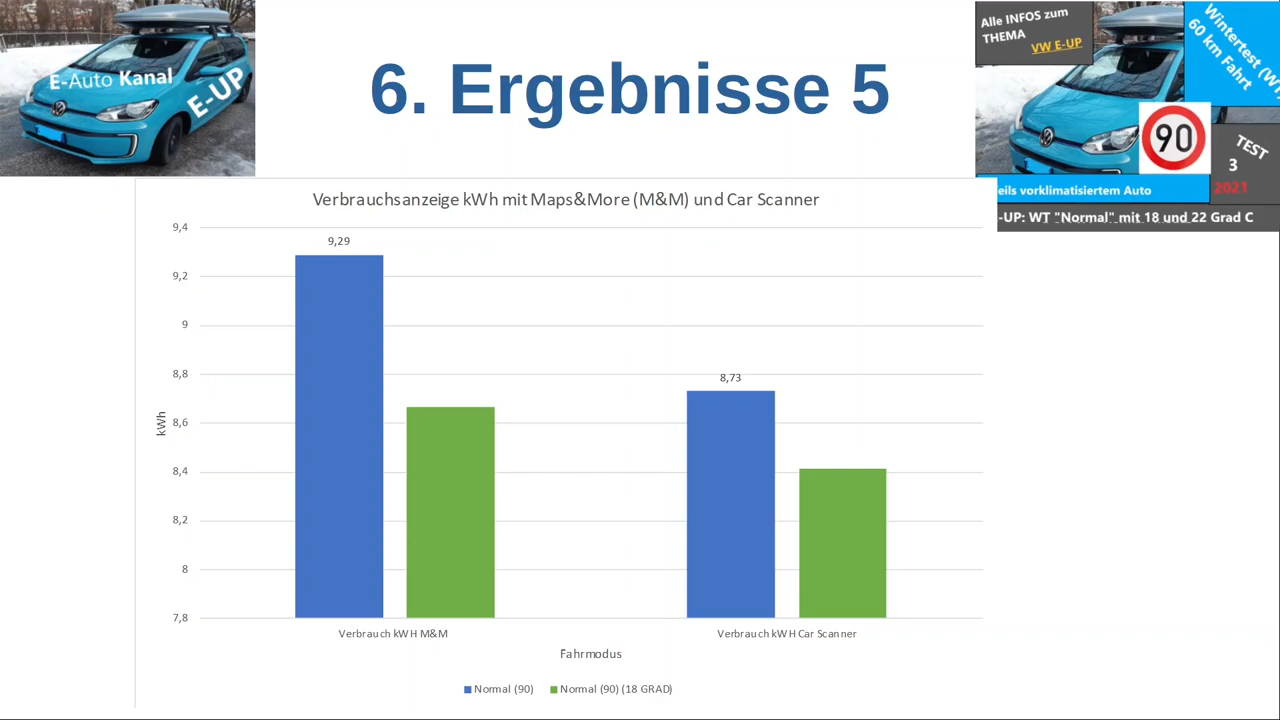 E-Auto Kanal
E-UP
6. Ergebnisse 5
Alle INFOS zum
THEMA
VW E-UP
Wintertest (WT
60 km Fahrt
90
TEST
3
2021
eils vorklimatisiertem Auto
-UP: WT "Normal" mit 18 und 22 Grad C
Verbrauchsanzeige kWh mit Maps&More (M&M) und Car Scanner
9,4
9,2
9
8,8
8,6
8,4
8,2
8
7,8
kWh
9,29
8,73
Verbrauch kWH M&M
Verbrauch kWH Car Scanner
Fahrmodus
Normal (90)
Normal (90) (18 GRAD)